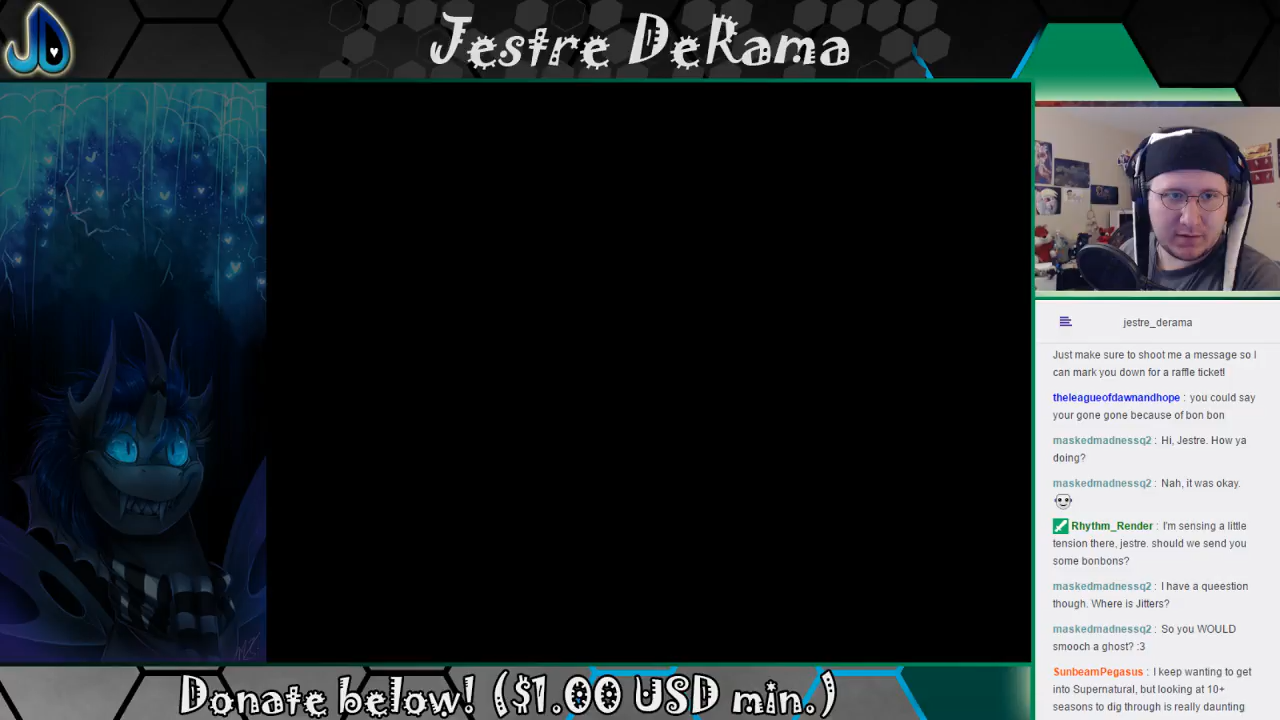 JD
Jestre DeRama
jestre_derama
Just make sure to shoot me a message so I
can mark you down for a raffle ticket!
theleagueofdawnandhope : you could say
your gone gone because of bon bon
maskedmadnessq2 : Hi, Jestre. How ya
doing?
maskedmadnessq2 : Nah, it was okay.
Rhythm_Render : I'm sensing a little
tension there, jestre. should we send you
some bonbons?
maskedmadnessq2 : I have a queestion
though. Where is Jitters?
maskedmadnessq2 : So you WOULD
smooch a ghost? :3
SunbeamPegasus : I keep wanting to get
into Supernatural, but looking at 10+
seasons to dig through is really daunting
Donate below! ($1.00 USD min.)